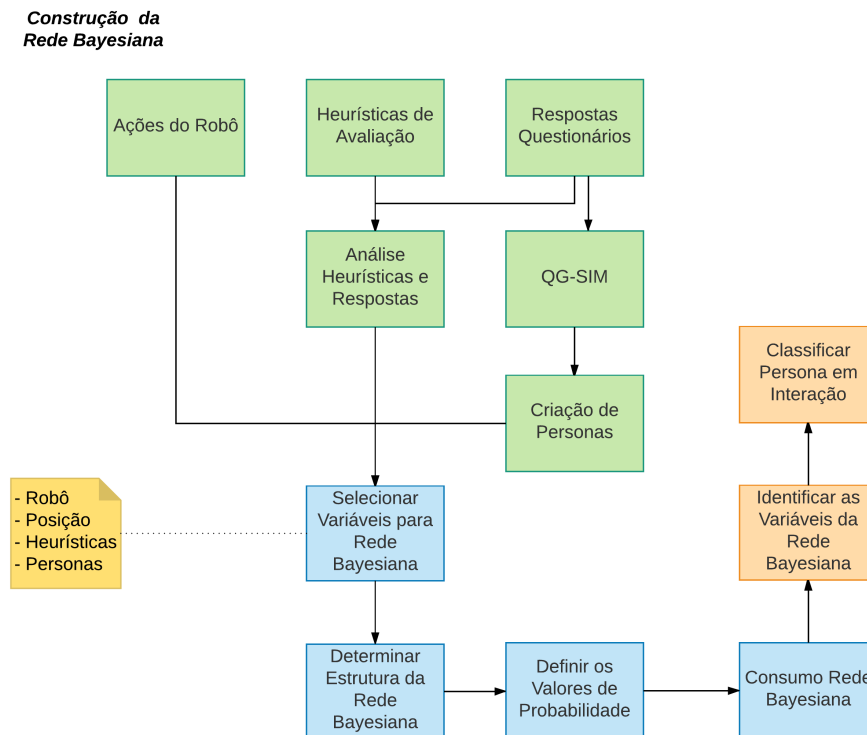 Construção da
Rede Bayesiana
Ações do Robô
Heurísticas de
Avaliação
Respostas
Questionários
Análise
Heurísticas e
Respostas
QG-SIM
Criação de
Personas
Classificar
Persona em
Interação
- Robô
- Posição
- Heurísticas
- Personas
Selecionar
Variáveis para
Rede
Bayesiana
Identificar as
Variáveis da
Rede
Bayesiana
Determinar
Estrutura da
Rede
Bayesiana
Definir os
Valores de
Probabilidade
Consumo Rede
Bayesiana